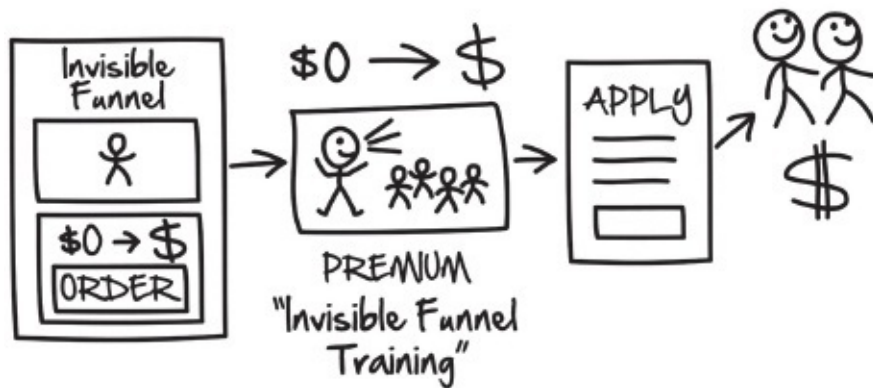 Invisible
Funnel
$0 → $
ORDER
$0 → $
PREMIUM
"Invisible Funnel
Training"
APPLY
$